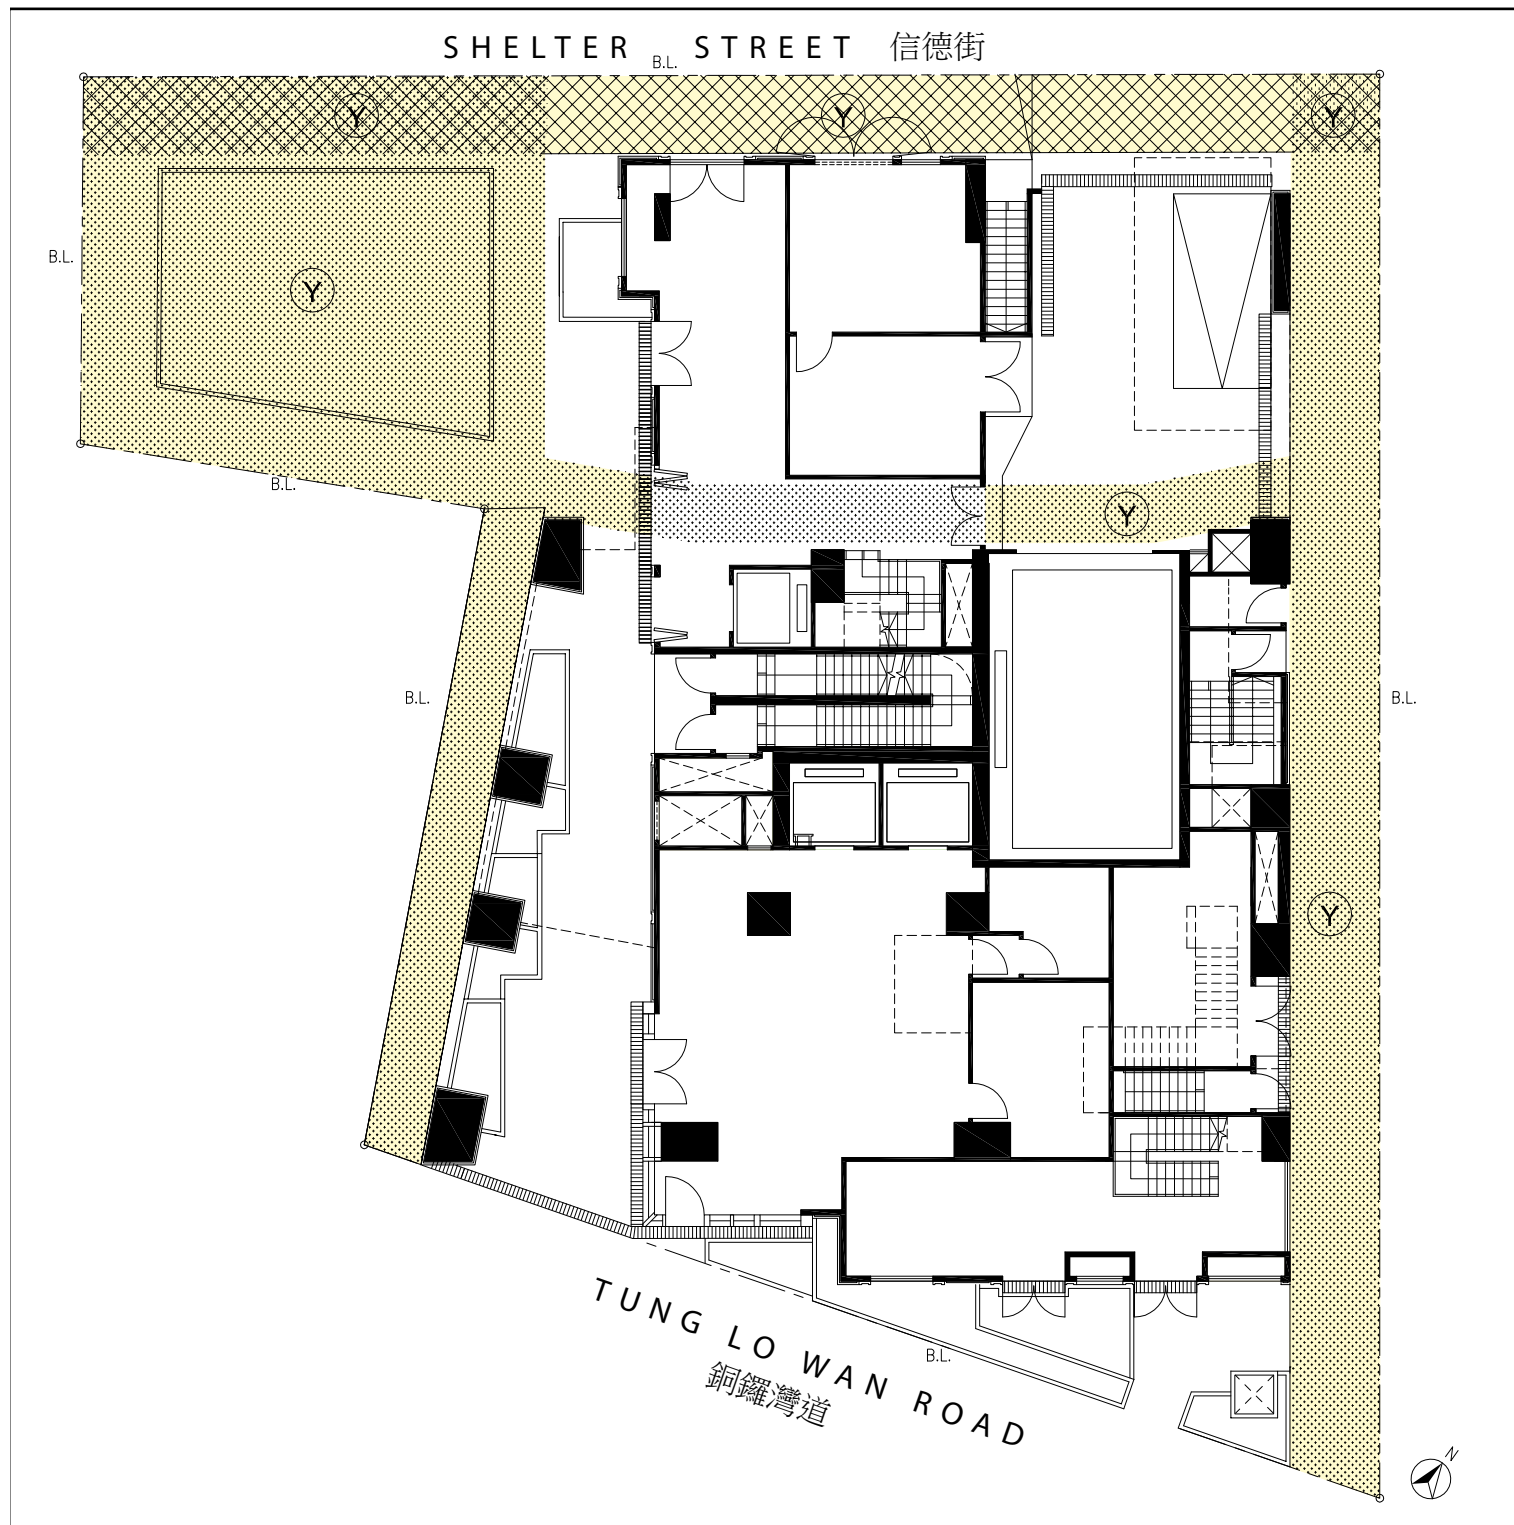 SHELTER STREET 信德街
B.L.
Y
Y
Y
B.L.
Y
B.L.
Y
B.L.
B.L.
Y
TUNG LO WAN ROAD
銅鑼灣道
B.L.
N